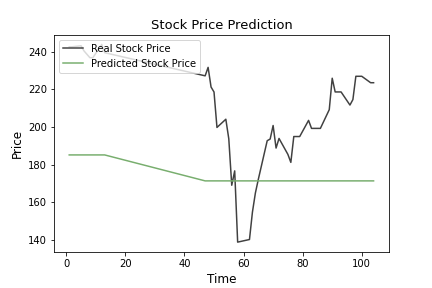 Stock Price Prediction
Real Stock Price
Predicted Stock Price
Price
240
220
200
180
160
140
0 20 40 60 80 100
Time